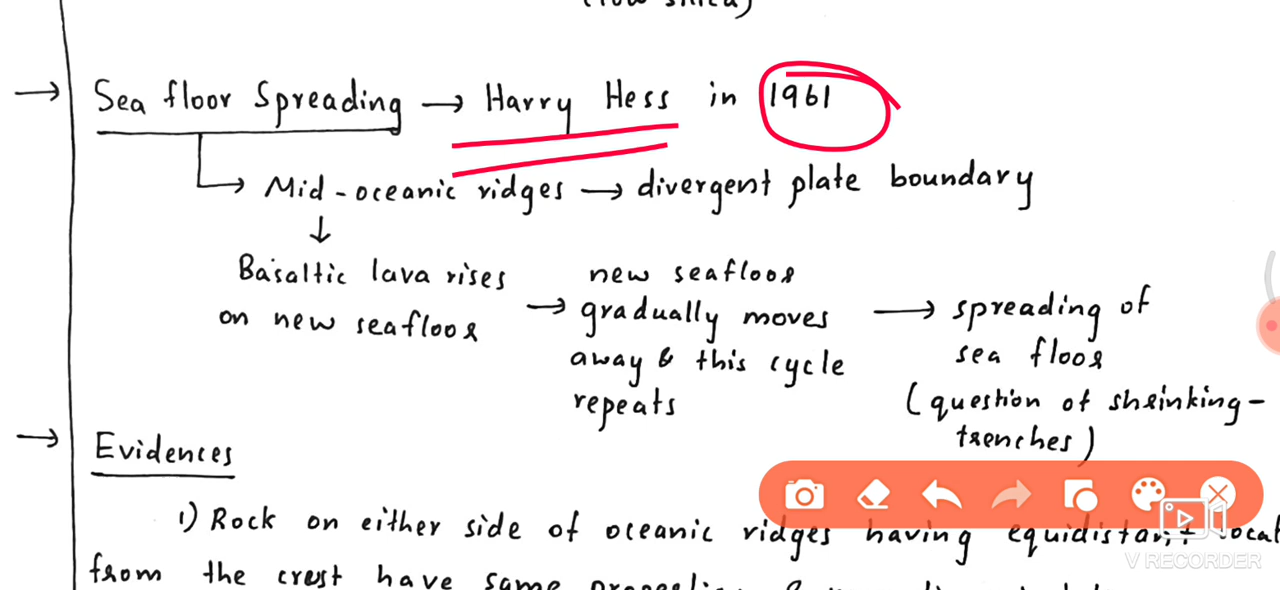 → Sea floor Spreading → Harry Hess in 1961
→ Mid-oceanic ridges → divergent plate boundary
↓
Basaltic lava rises
on new seafloor
→ new seafloor
gradually moves
away & this cycle
repeats
→ spreading of
sea floor
(question of shrinking-
trenches)
→ Evidences
1) Rock on either side of oceanic ridges having equidistant
from the crest have same
V RECORDER